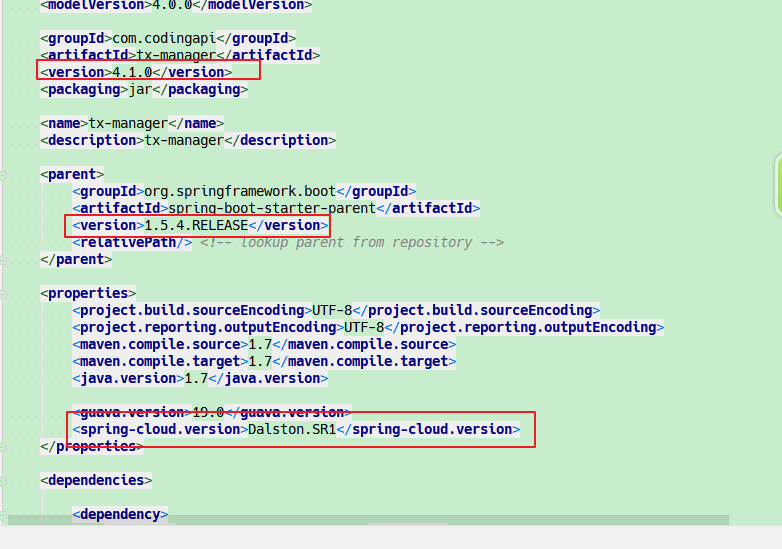 <modelVersion>4.0.0</modelVersion>
<groupId>com.codingapi</groupId>
<artifactId>tx-manager</artifactId>
<version>4.1.0</version>
<packaging>jar</packaging>
<name>tx-manager</name>
<description>tx-manager</description>
<parent>
<groupId>org.springframework.boot</groupId>
<artifactId>spring-boot-starter-parent</artifactId>
<version>1.5.4.RELEASE</version>
<relativePath/> <!-- lookup parent from repository -->
</parent>
<properties>
<project.build.sourceEncoding>UTF-8</project.build.sourceEncoding>
<project.reporting.outputEncoding>UTF-8</project.reporting.outputEncoding>
<maven.compile.source>1.7</maven.compile.source>
<maven.compile.target>1.7</maven.compile.target>
<java.version>1.7</java.version>
<guava.version>19.0</guava.version>
<spring-cloud.version>Dalston.SR1</spring-cloud.version>
</properties>
<dependencies>
<dependency>